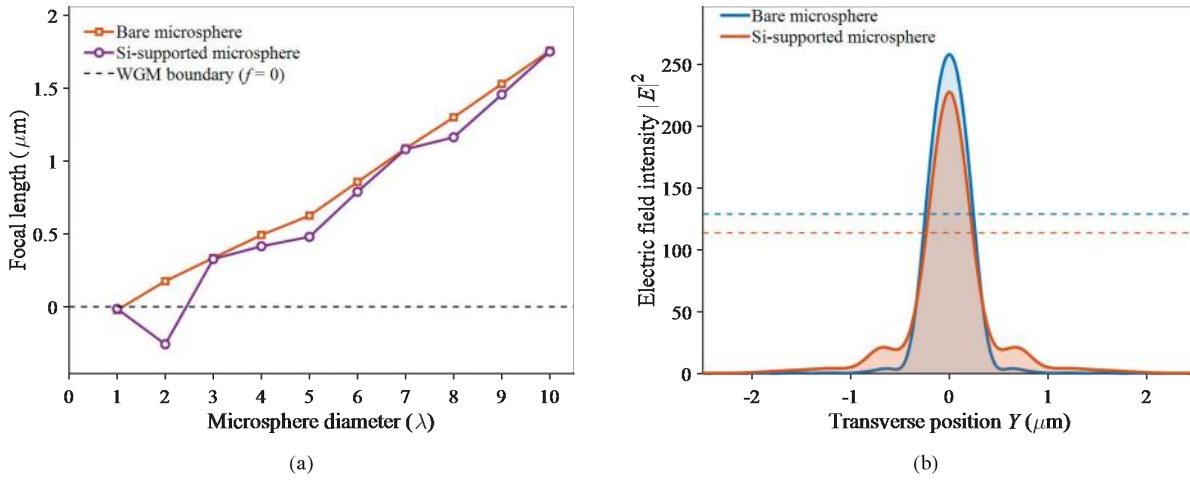 Bare microsphere
Si-supported microsphere
WGM boundary (f = 0)
2
1.5
1
0.5
0
Focal length (μm)
0 1 2 3 4 5 6 7 8 9 10
Microsphere diameter (λ)
(a)
Bare microsphere
Si-supported microsphere
250
200
150
100
50
0
Electric field intensity |E|²
-2 -1 0 1 2
Transverse position Y (μm)
(b)